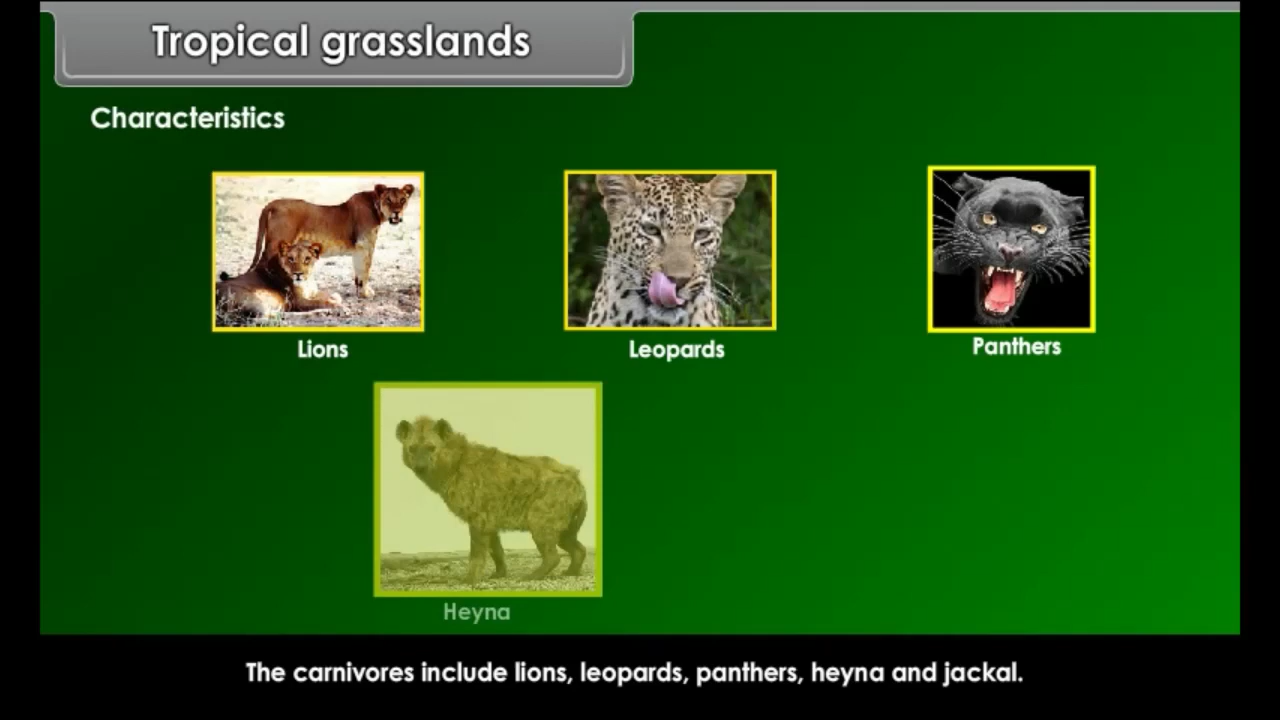 Tropical grasslands
Characteristics
Lions
Leopards
Panthers
Heyna
The carnivores include lions, leopards, panthers, heyna and jackal.